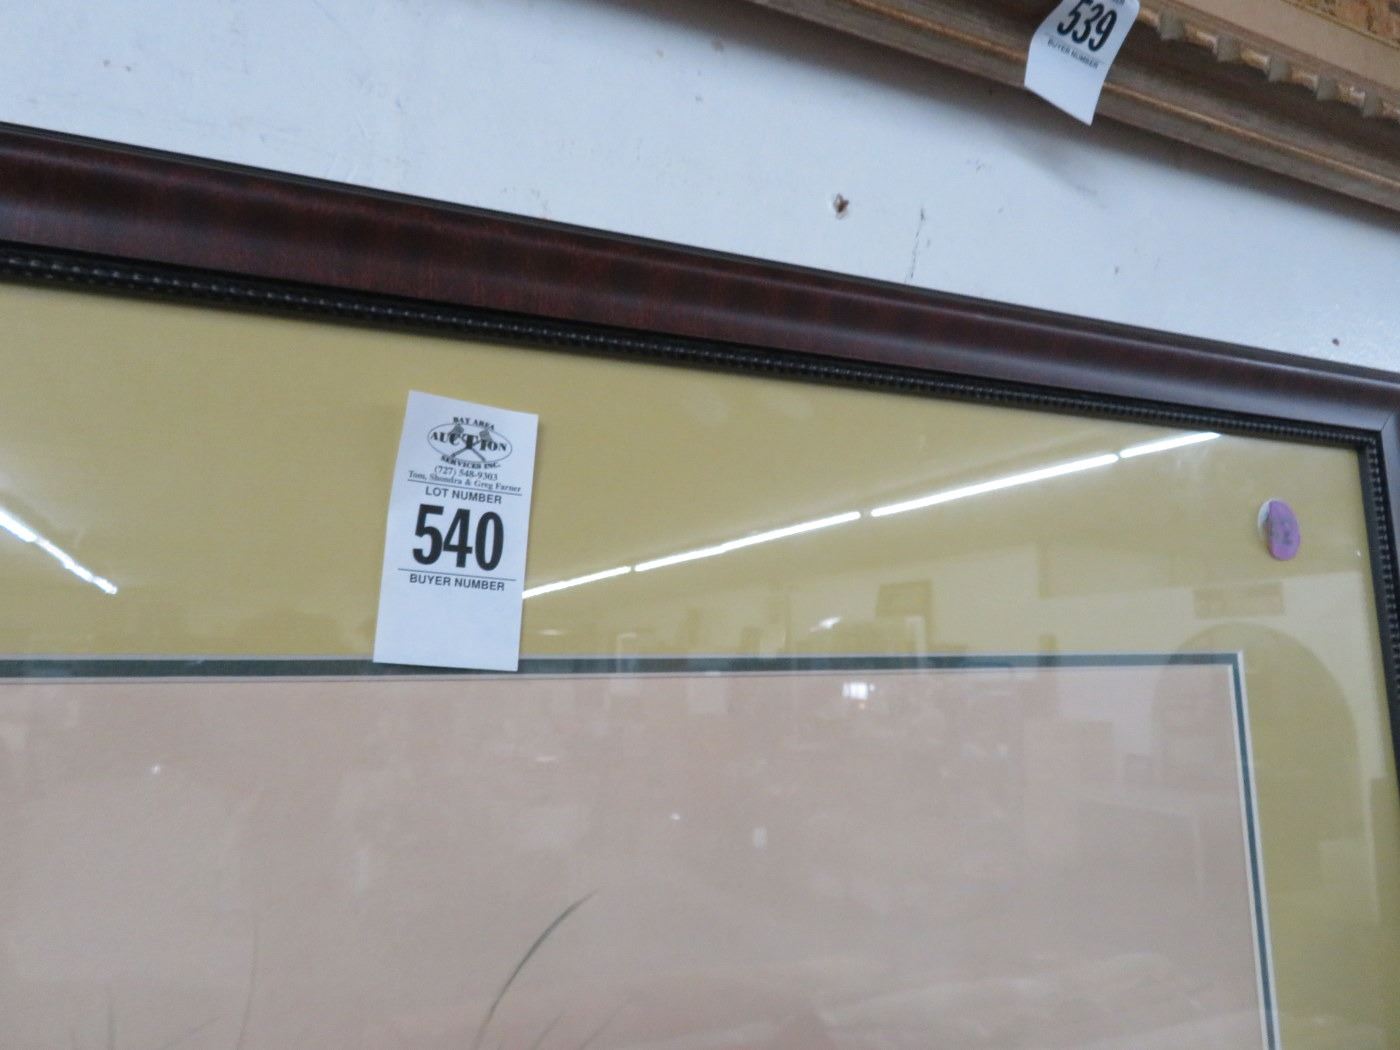 539
BUYER NUMBER
BAY AREA
AUCTION
SERVICES INC.
(727) 548-9303
Tom, Shondra & Greg Farner
LOT NUMBER
540
BUYER NUMBER